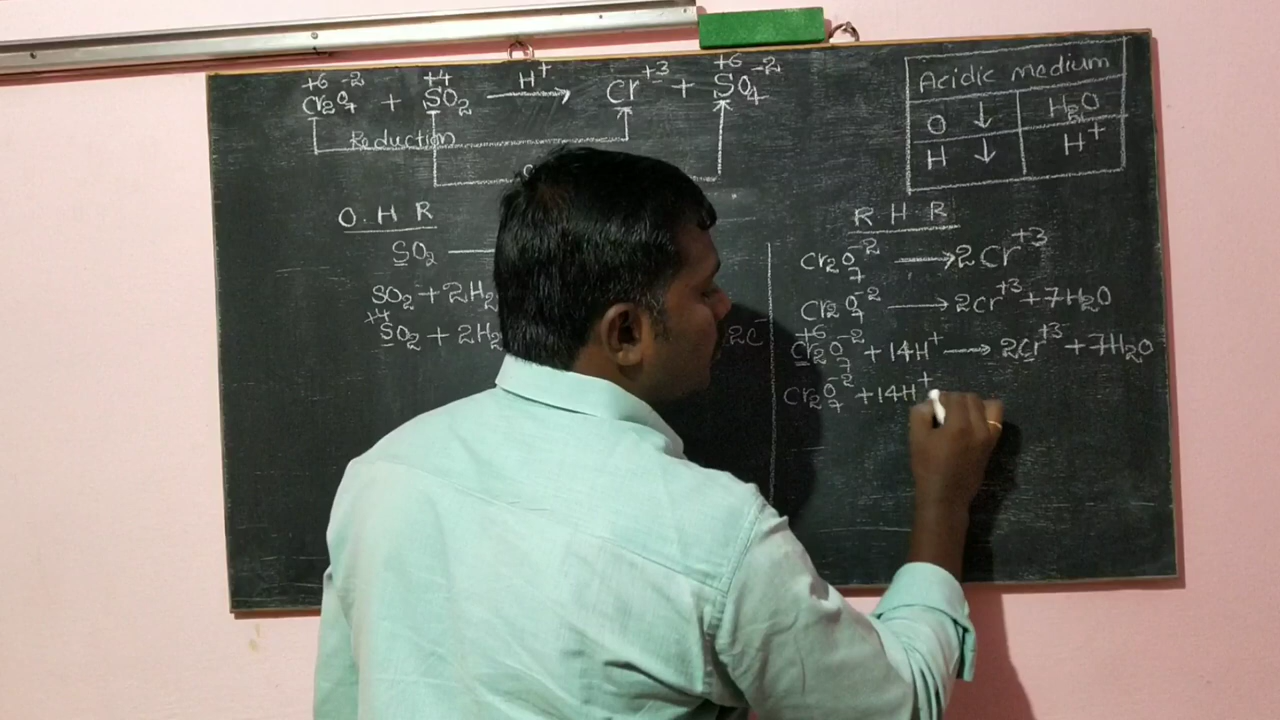 +6 -2 +4 +6
Cr₂O₇ + SO₂ —H⁺→ Cr⁺³ + SO₄⁻²
Reduction
Acidic medium
O ↓ H₂O
H ↓ H⁺
O. H R
SO₂ —
SO₂ + 2H₂
+4
SO₂ + 2H₂ 2e⁻
R H R
Cr₂O₇⁻² → 2Cr⁺³
Cr₂O₇⁻² → 2Cr⁺³ + 7H₂O
+6
Cr₂O₇⁻² + 14H⁺ → 2Cr⁺³ + 7H₂O
Cr₂O₇⁻² + 14H⁺